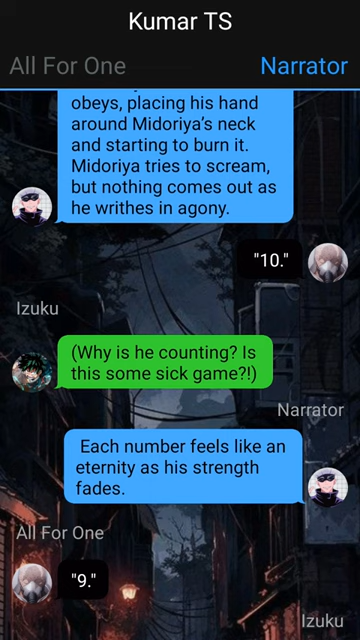 Kumar TS
All For One
Narrator
obeys, placing his hand
around Midoriya's neck
and starting to burn it.
Midoriya tries to scream,
but nothing comes out as
he writhes in agony.
"10."
Izuku
(Why is he counting? Is
this some sick game?!)
Narrator
Each number feels like an
eternity as his strength
fades.
All For One
"9."
Izuku